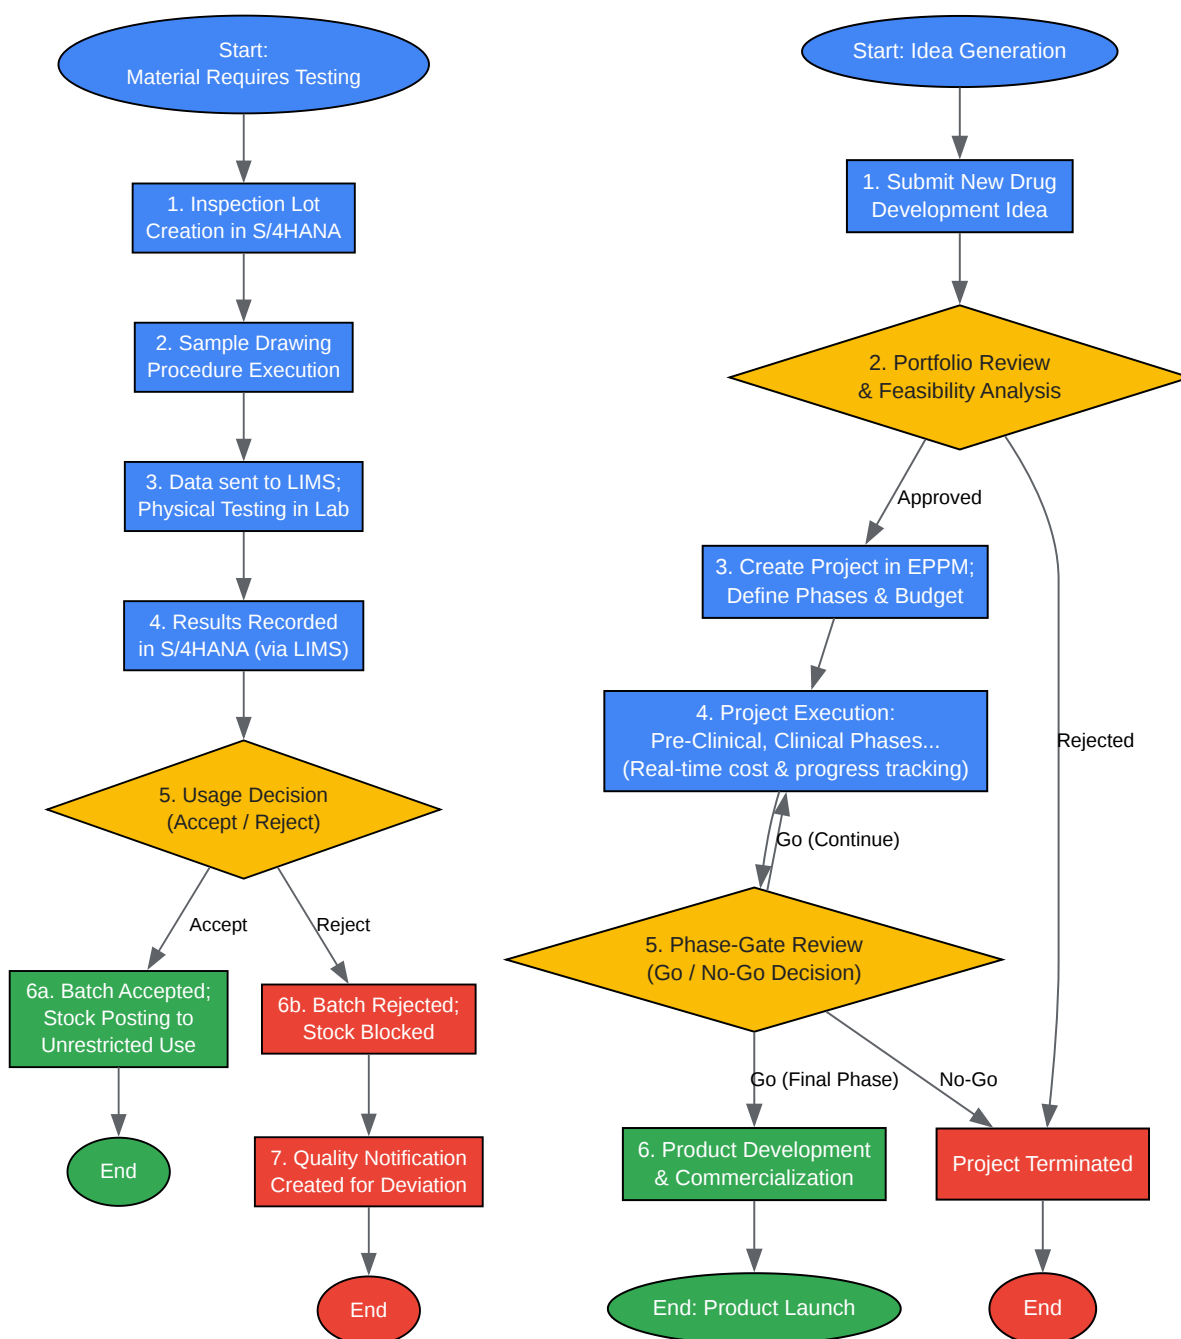 Start:
Material Requires Testing
1. Inspection Lot
Creation in S/4HANA
2. Sample Drawing
Procedure Execution
3. Data sent to LIMS;
Physical Testing in Lab
4. Results Recorded
in S/4HANA (via LIMS)
5. Usage Decision
(Accept / Reject)
Accept
Reject
6a. Batch Accepted;
Stock Posting to
Unrestricted Use
6b. Batch Rejected;
Stock Blocked
End
7. Quality Notification
Created for Deviation
End
Start: Idea Generation
1. Submit New Drug
Development Idea
2. Portfolio Review
& Feasibility Analysis
Approved
Rejected
3. Create Project in EPPM;
Define Phases & Budget
4. Project Execution:
Pre-Clinical, Clinical Phases...
(Real-time cost & progress tracking)
Go (Continue)
5. Phase-Gate Review
(Go / No-Go Decision)
Go (Final Phase)
No-Go
6. Product Development
& Commercialization
Project Terminated
End: Product Launch
End